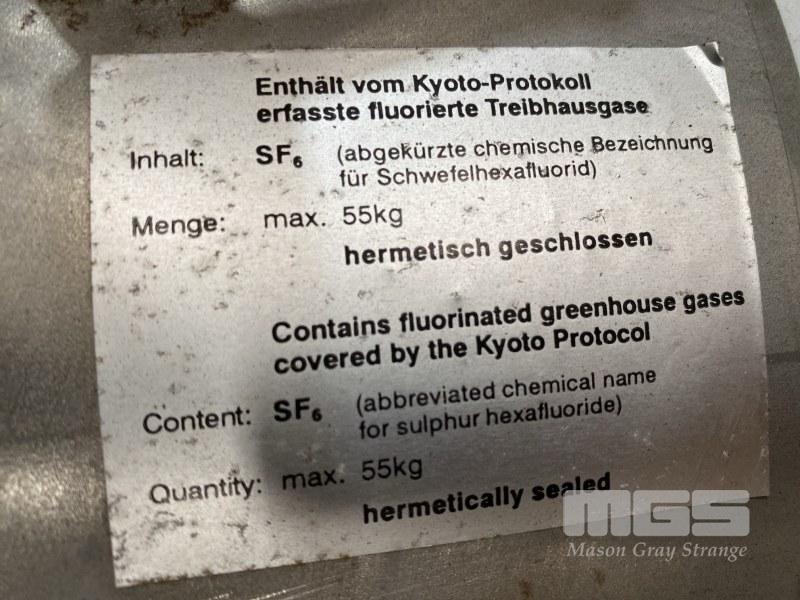 Enthält vom Kyoto-Protokoll
erfasste fluorierte Treibhausgase
Inhalt: SF₆ (abgekürzte chemische Bezeichnung
für Schwefelhexafluorid)
Menge: max. 55kg
hermetisch geschlossen
Contains fluorinated greenhouse gases
covered by the Kyoto Protocol
Content: SF₆ (abbreviated chemical name
for sulphur hexafluoride)
Quantity: max. 55kg
hermetically sealed
MGS
Mason Gray Strange